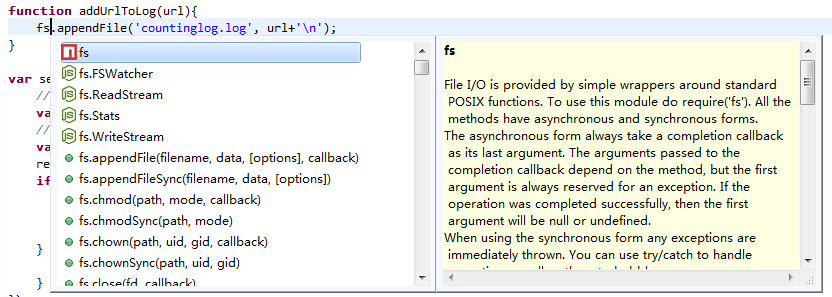 function addUrlToLog(url){
fs.appendFile('countinglog.log', url+'\n');
}
var se
//
va
//
va
re
if
}
}
fs
fs.FSWatcher
fs.ReadStream
fs.Stats
fs.WriteStream
fs.appendFile(filename, data, [options], callback)
fs.appendFileSync(filename, data, [options])
fs.chmod(path, mode, callback)
fs.chmodSync(path, mode)
fs.chown(path, uid, gid, callback)
fs.chownSync(path, uid, gid)
fs.close(fd, callback)
fs
File I/O is provided by simple wrappers around standard
POSIX functions. To use this module do require('fs'). All the
methods have asynchronous and synchronous forms.
The asynchronous form always take a completion callback
as its last argument. The arguments passed to the
completion callback depend on the method, but the first
argument is always reserved for an exception. If the
operation was completed successfully, then the first
argument will be null or undefined.
When using the synchronous form any exceptions are
immediately thrown. You can use try/catch to handle